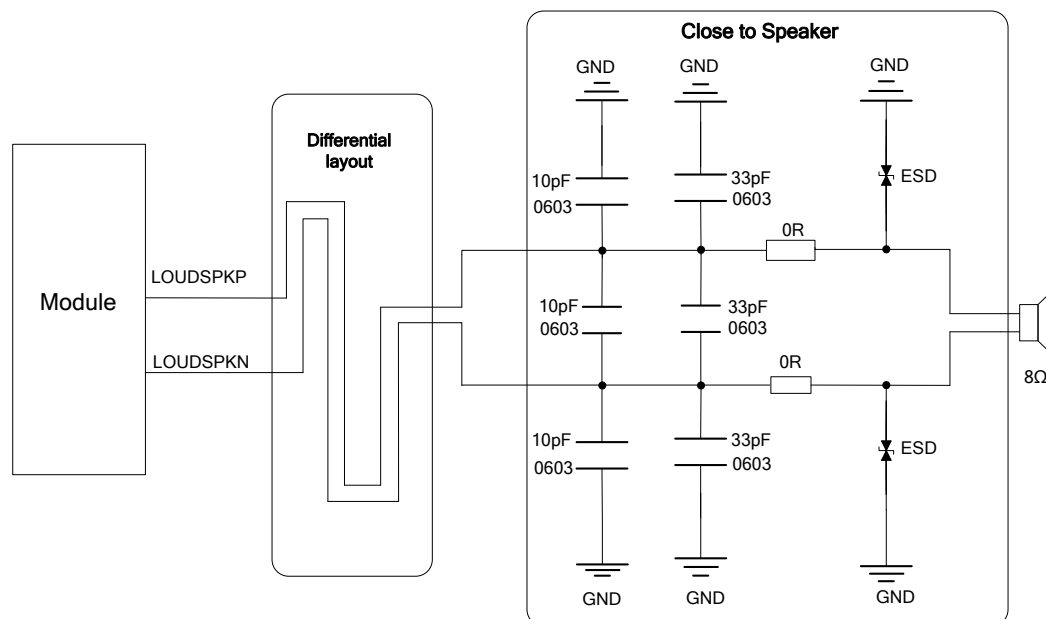 Close to Speaker
GND
GND
GND
Differential
layout
10pF
0603
33pF
0603
ESD
0R
LOUDSPKP
Module
10pF
0603
33pF
0603
LOUDSPKN
0R
8Ω
10pF
0603
33pF
0603
ESD
GND
GND
GND